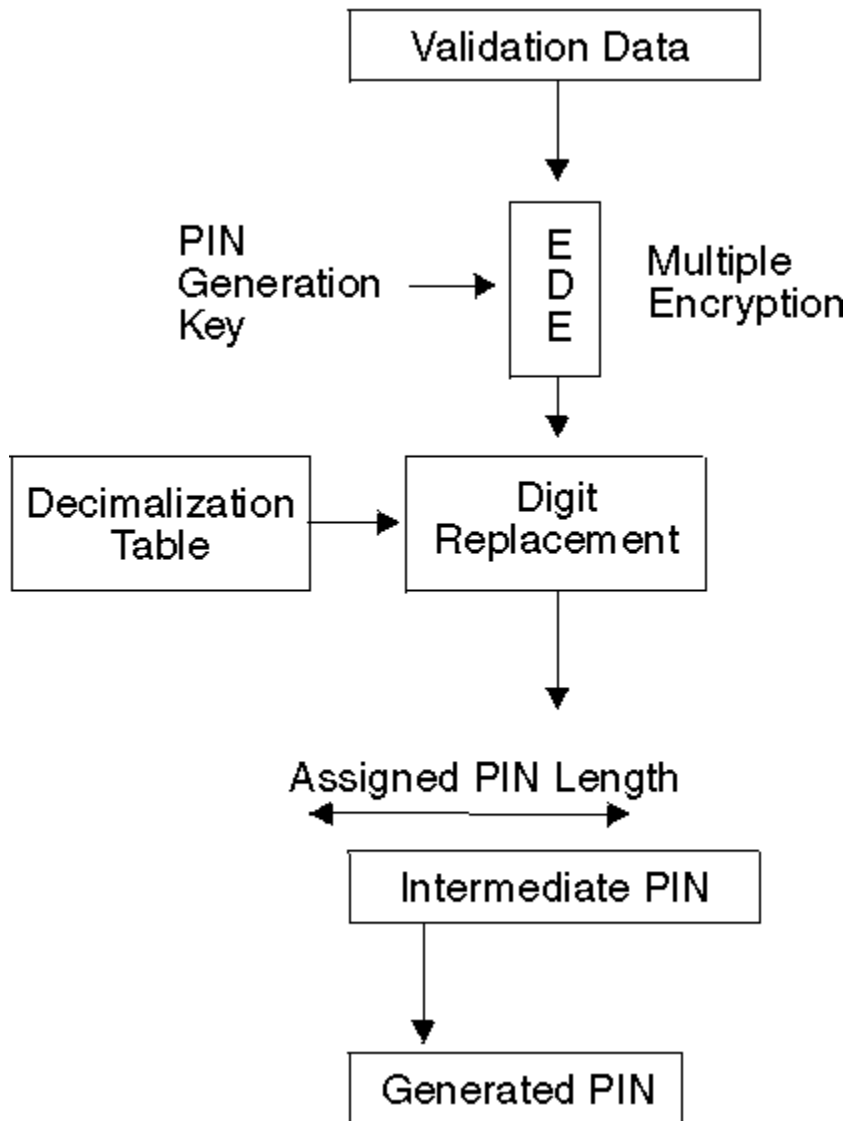 Validation Data
PIN
Generation
Key
E
D
E
Multiple
Encryption
Decimalization
Table
Digit
Replacement
Assigned PIN Length
Intermediate PIN
Generated PIN